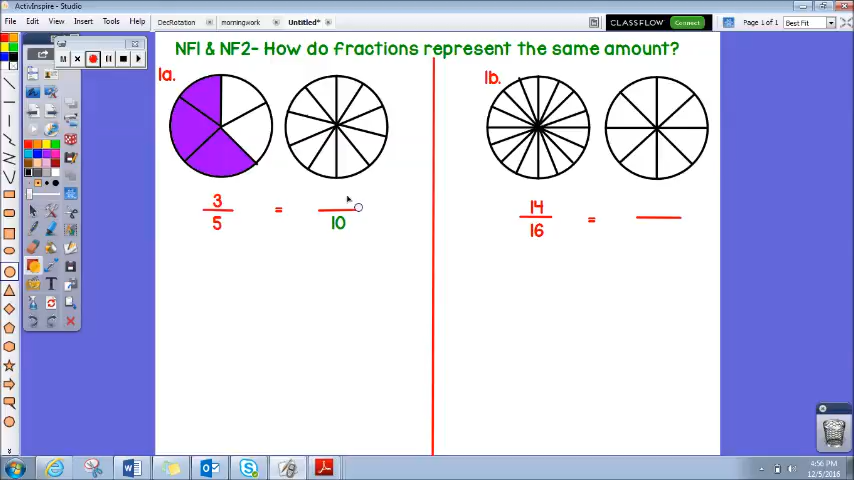 ActivInspire - Studio
File Edit View Insert Tools Help
DecRotation
morningwork
Untitled*
CLASSFLOW
Connect
Page 1 of 1
Best Fit
NF1 & NF2- How do fractions represent the same amount?
1a.
1b.
3
5
=
10
14
16
=
4:56 PM
12/5/2016